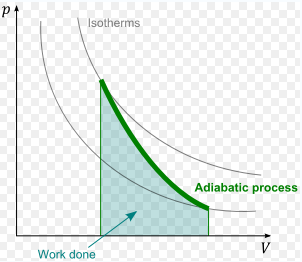 p
Isotherms
Adiabatic process
V
Work done